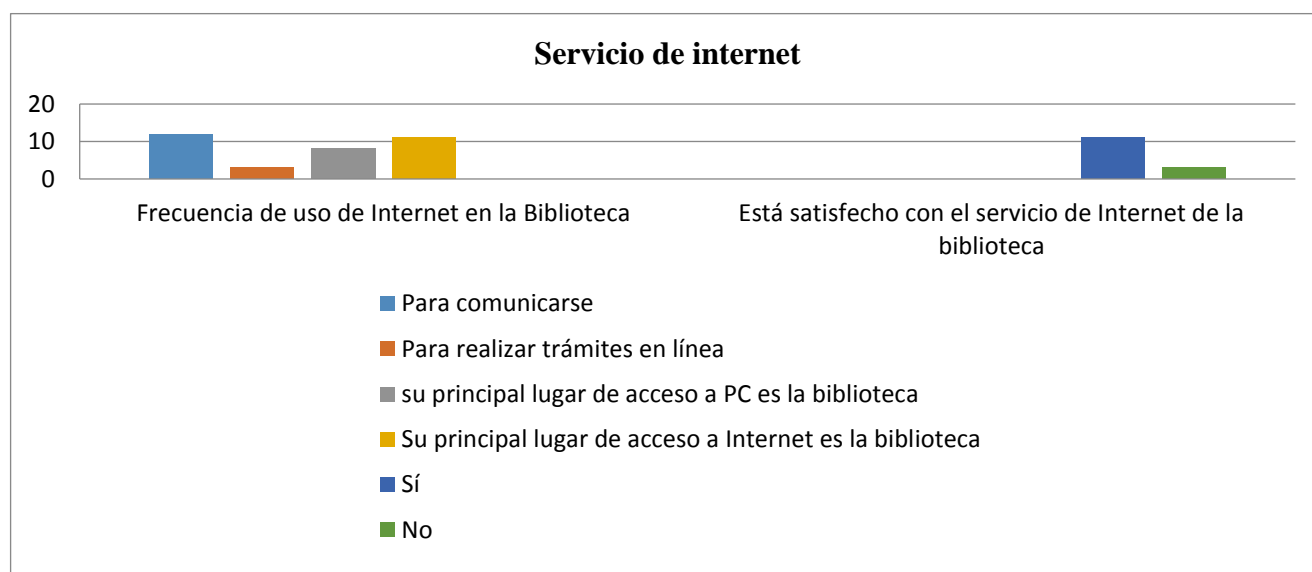 Servicio de internet
20
10
0
Frecuencia de uso de Internet en la Biblioteca
Está satisfecho con el servicio de Internet de la
biblioteca
Para comunicarse
Para realizar trámites en línea
su principal lugar de acceso a PC es la biblioteca
Su principal lugar de acceso a Internet es la biblioteca
Sí
No